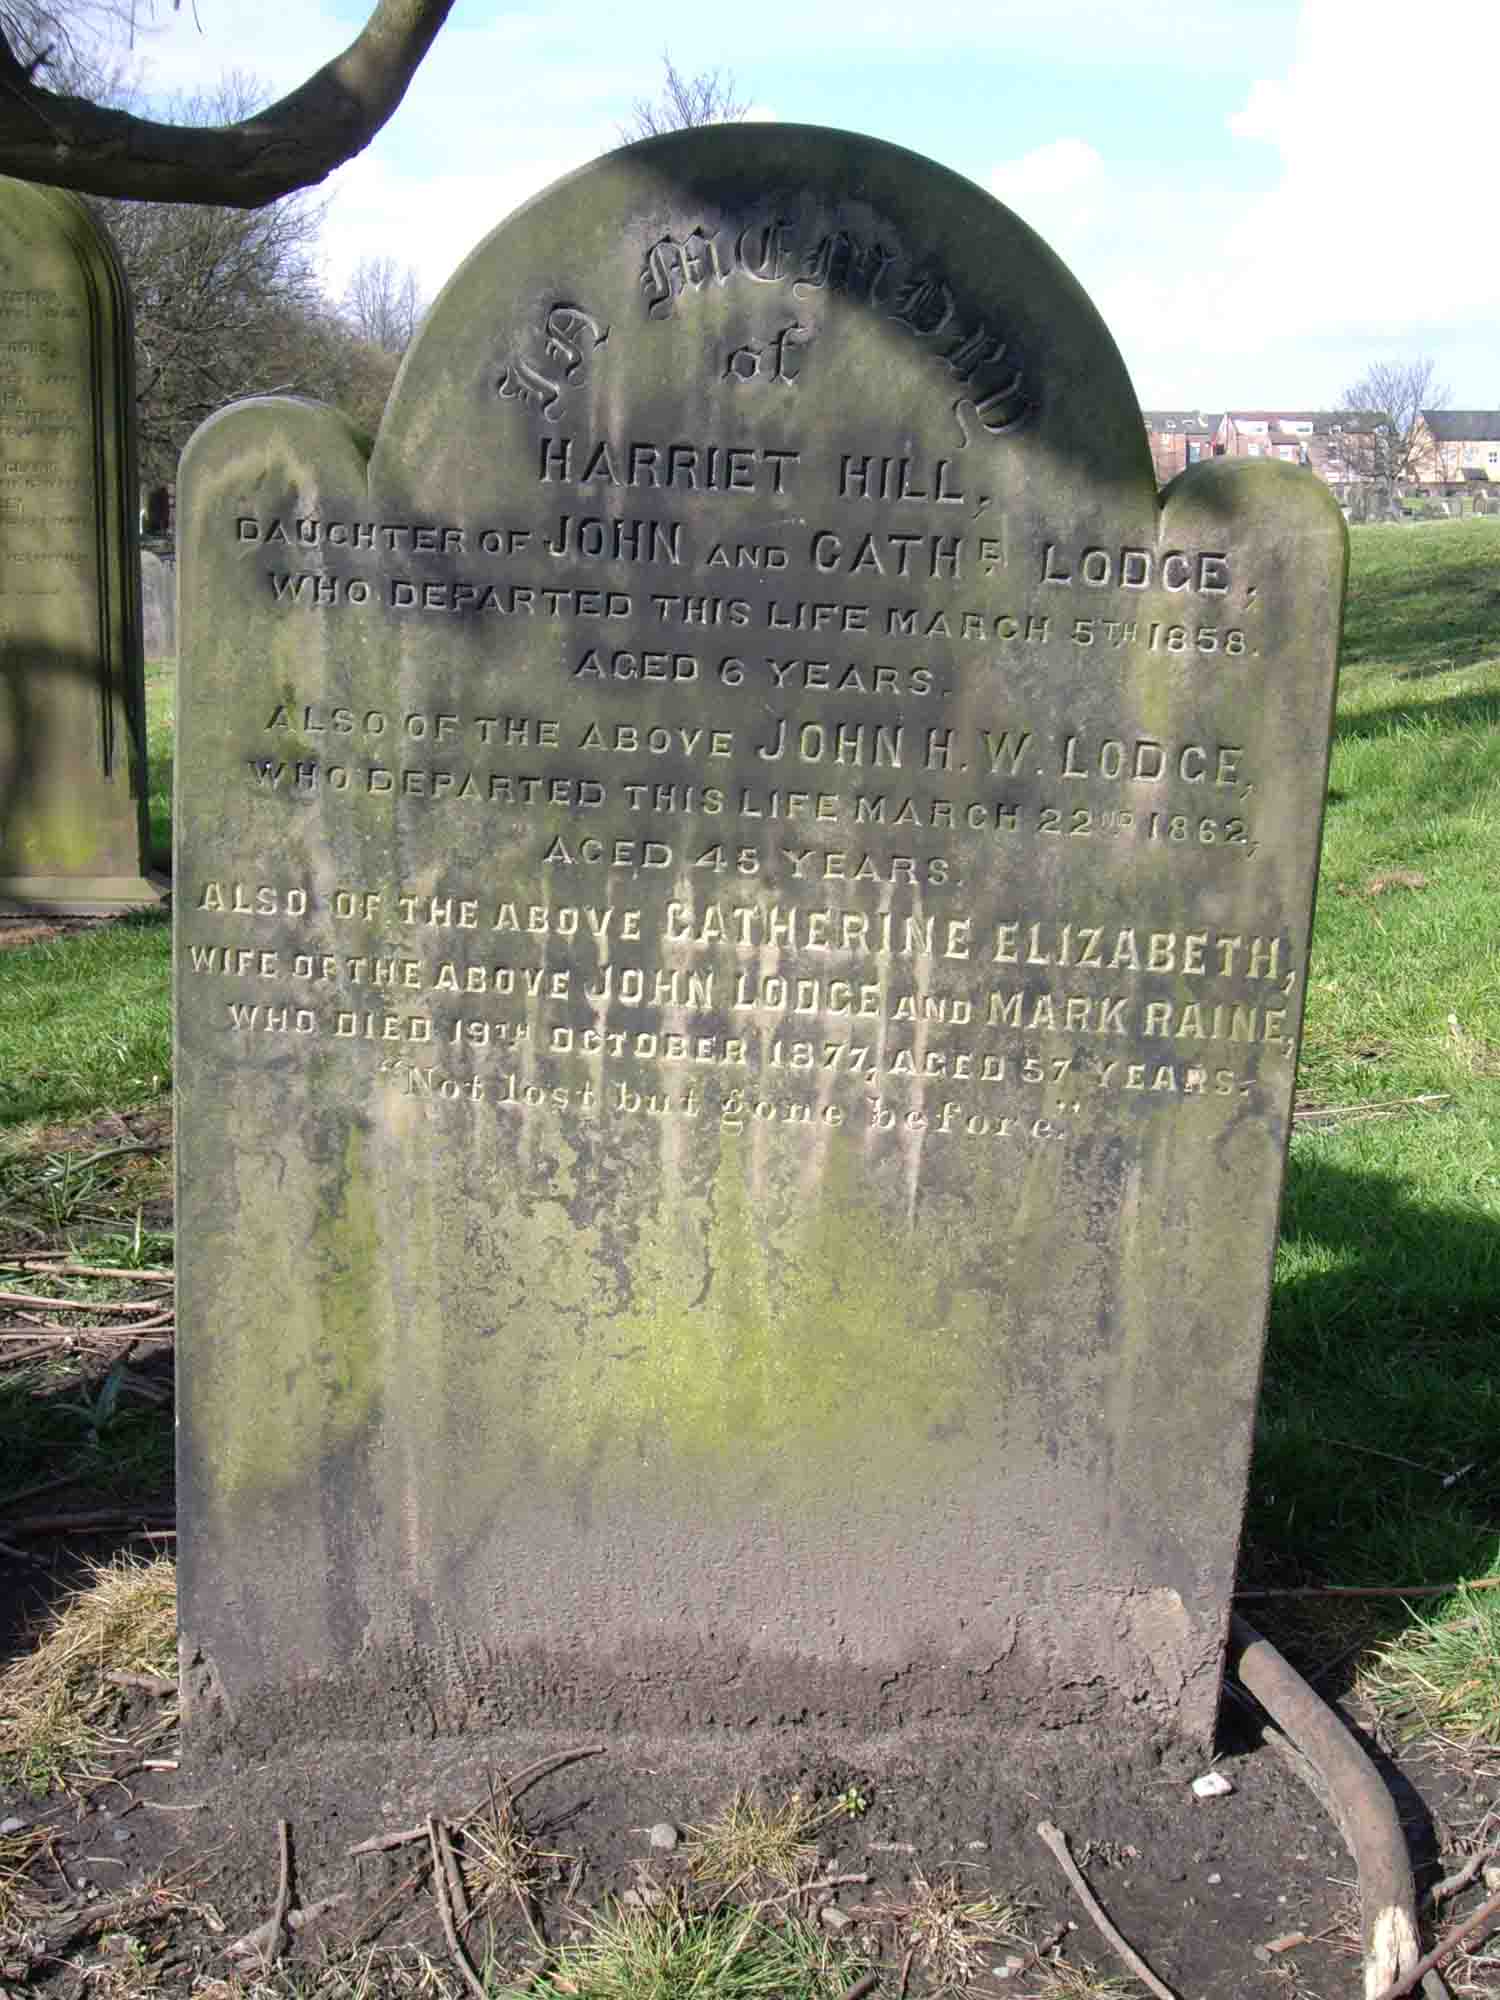 IN MEMORY
of
HARRIET HILL,
DAUGHTER OF JOHN AND CATHE. LODGE,
WHO DEPARTED THIS LIFE MARCH 5TH 1858.
AGED 6 YEARS.
ALSO OF THE ABOVE JOHN H. W. LODGE,
WHO DEPARTED THIS LIFE MARCH 22ND 1862,
AGED 45 YEARS.
ALSO OF THE ABOVE CATHERINE ELIZABETH,
WIFE OF THE ABOVE JOHN LODGE AND MARK RAINE,
WHO DIED 19TH OCTOBER 1877, AGED 57 YEARS.
"Not lost but gone before."